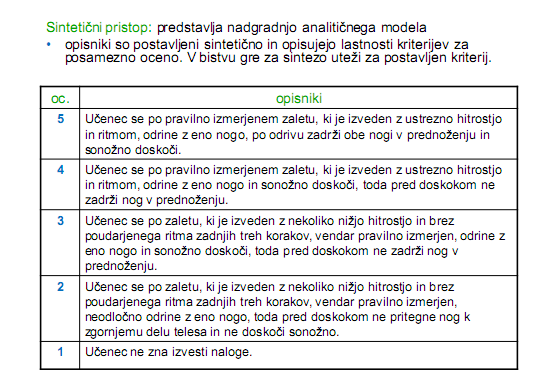 Sintetični pristop: predstavlja nadgradnjo analitičnega modela
• opisniki so postavljeni sintetično in opisujejo lastnosti kriterijev za
posamezno oceno. V bistvu gre za sintezo uteži za postavljen kriterij.
oc. opisniki
5 Učenec se po pravilno izmerjenem zaletu, ki je izveden z ustrezno hitrostjo
in ritmom, odrine z eno nogo, po odrivu zadrži obe nogi v prednoženju in
sonožno doskoči.
4 Učenec se po pravilno izmerjenem zaletu, ki je izveden z ustrezno hitrostjo
in ritmom, odrine z eno nogo in sonožno doskoči, toda pred doskokom ne
zadrži nog v prednoženju.
3 Učenec se po zaletu, ki je izveden z nekoliko nižjo hitrostjo in brez
poudarjenega ritma zadnjih treh korakov, vendar pravilno izmerjen, odrine z
eno nogo in sonožno doskoči, toda pred doskokom ne zadrži nog v
prednoženju.
2 Učenec se po zaletu, ki je izveden z nekoliko nižjo hitrostjo in brez
poudarjenega ritma zadnjih treh korakov, vendar pravilno izmerjen,
neodločno odrine z eno nogo, toda pred doskokom ne pritegne nog k
zgornjemu delu telesa in ne doskoči sonožno.
1 Učenec ne zna izvesti naloge.